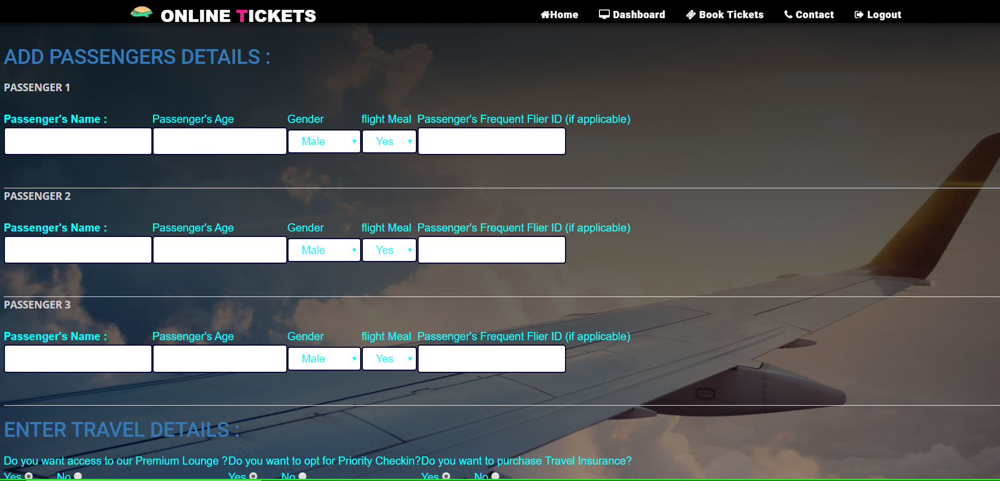 ONLINE TICKETS
Home Dashboard Book Tickets Contact Logout
ADD PASSENGERS DETAILS :
PASSENGER 1
Passenger's Name : Passenger's Age Gender flight Meal Passenger's Frequent Flier ID (if applicable)
Male Yes
PASSENGER 2
Passenger's Name : Passenger's Age Gender flight Meal Passenger's Frequent Flier ID (if applicable)
Male Yes
PASSENGER 3
Passenger's Name : Passenger's Age Gender flight Meal Passenger's Frequent Flier ID (if applicable)
Male Yes
ENTER TRAVEL DETAILS :
Do you want access to our Premium Lounge ?Do you want to opt for Priority Checkin?Do you want to purchase Travel Insurance?
Yes No Yes No Yes No